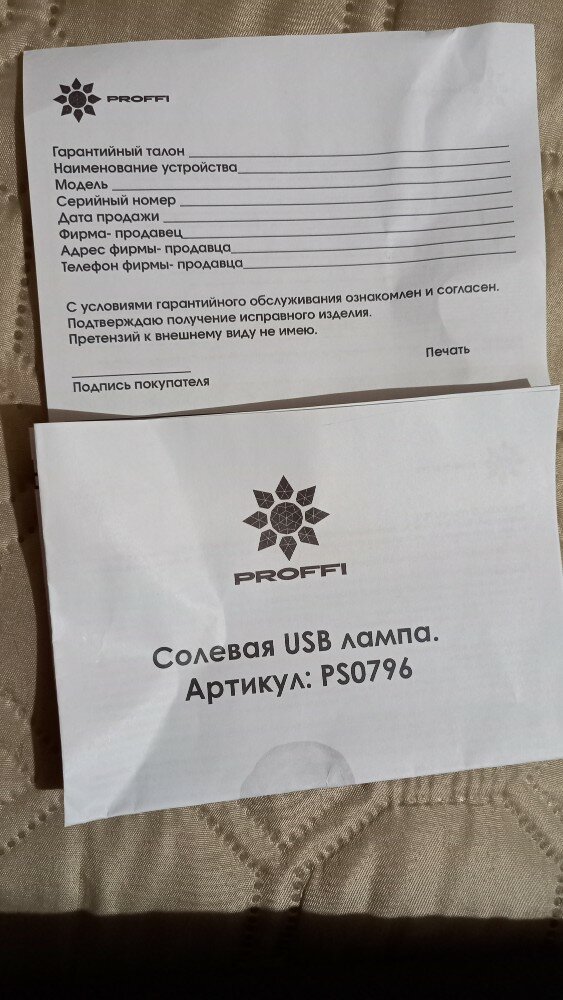 PROFFI
Гарантийный талон
Наименование устройства
Модель
Серийный номер
Дата продажи
Фирма- продавец
Адрес фирмы- продавца
Телефон фирмы- продавца
С условиями гарантийного обслуживания ознакомлен и согласен.
Подтверждаю получение исправного изделия.
Претензий к внешнему виду не имею.
Печать
Подпись покупателя
PROFFI
Солевая USB лампа.
Артикул: PS0796